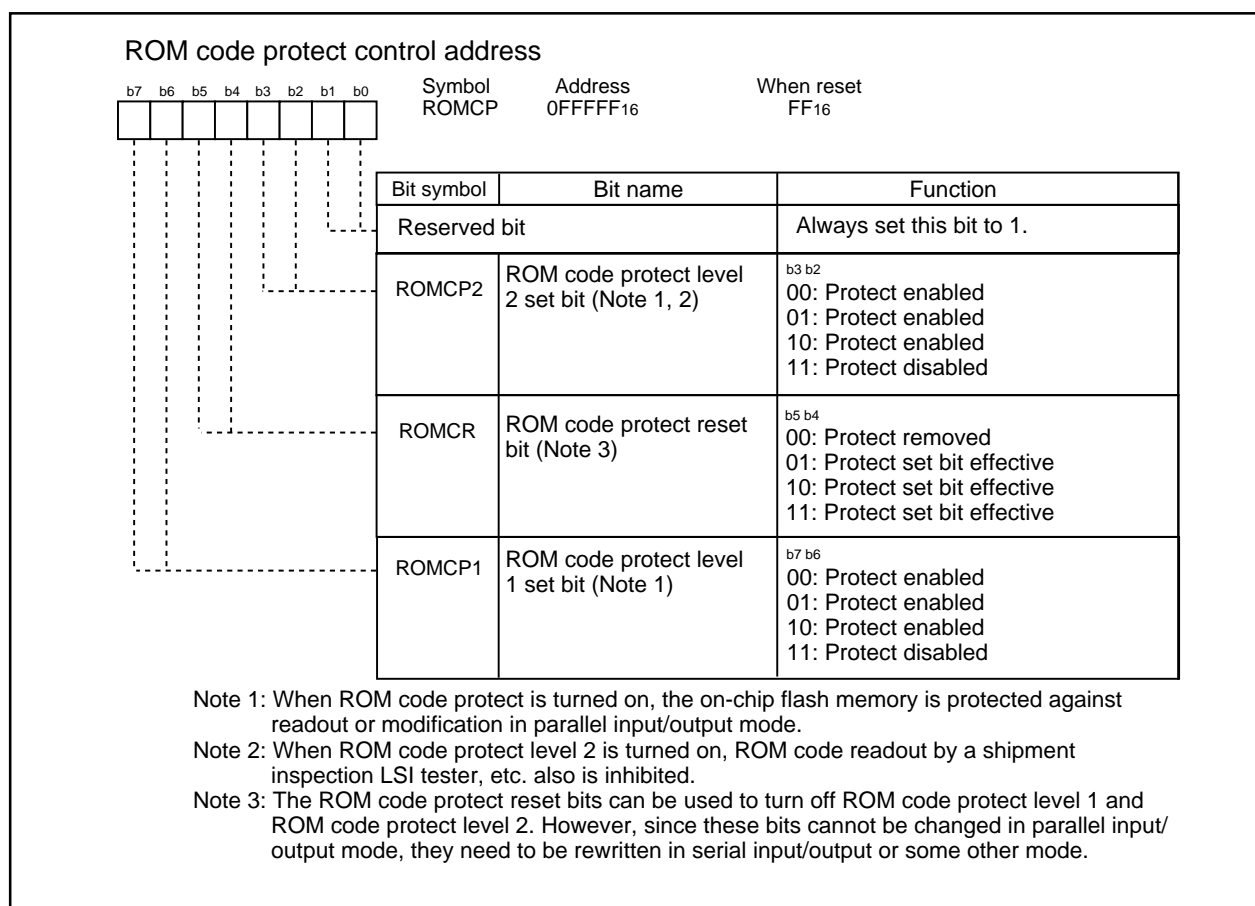 ROM code protect control address
b7 b6 b5 b4 b3 b2 b1 b0
Symbol Address When reset
ROMCP 0FFFFF16 FF16
Bit symbol Bit name Function
Reserved bit Always set this bit to 1.
ROMCP2 ROM code protect level
2 set bit (Note 1, 2)
b3 b2
00: Protect enabled
01: Protect enabled
10: Protect enabled
11: Protect disabled
ROMCR ROM code protect reset
bit (Note 3)
b5 b4
00: Protect removed
01: Protect set bit effective
10: Protect set bit effective
11: Protect set bit effective
ROMCP1 ROM code protect level
1 set bit (Note 1)
b7 b6
00: Protect enabled
01: Protect enabled
10: Protect enabled
11: Protect disabled
Note 1: When ROM code protect is turned on, the on-chip flash memory is protected against
readout or modification in parallel input/output mode.
Note 2: When ROM code protect level 2 is turned on, ROM code readout by a shipment
inspection LSI tester, etc. also is inhibited.
Note 3: The ROM code protect reset bits can be used to turn off ROM code protect level 1 and
ROM code protect level 2. However, since these bits cannot be changed in parallel input/
output mode, they need to be rewritten in serial input/output or some other mode.